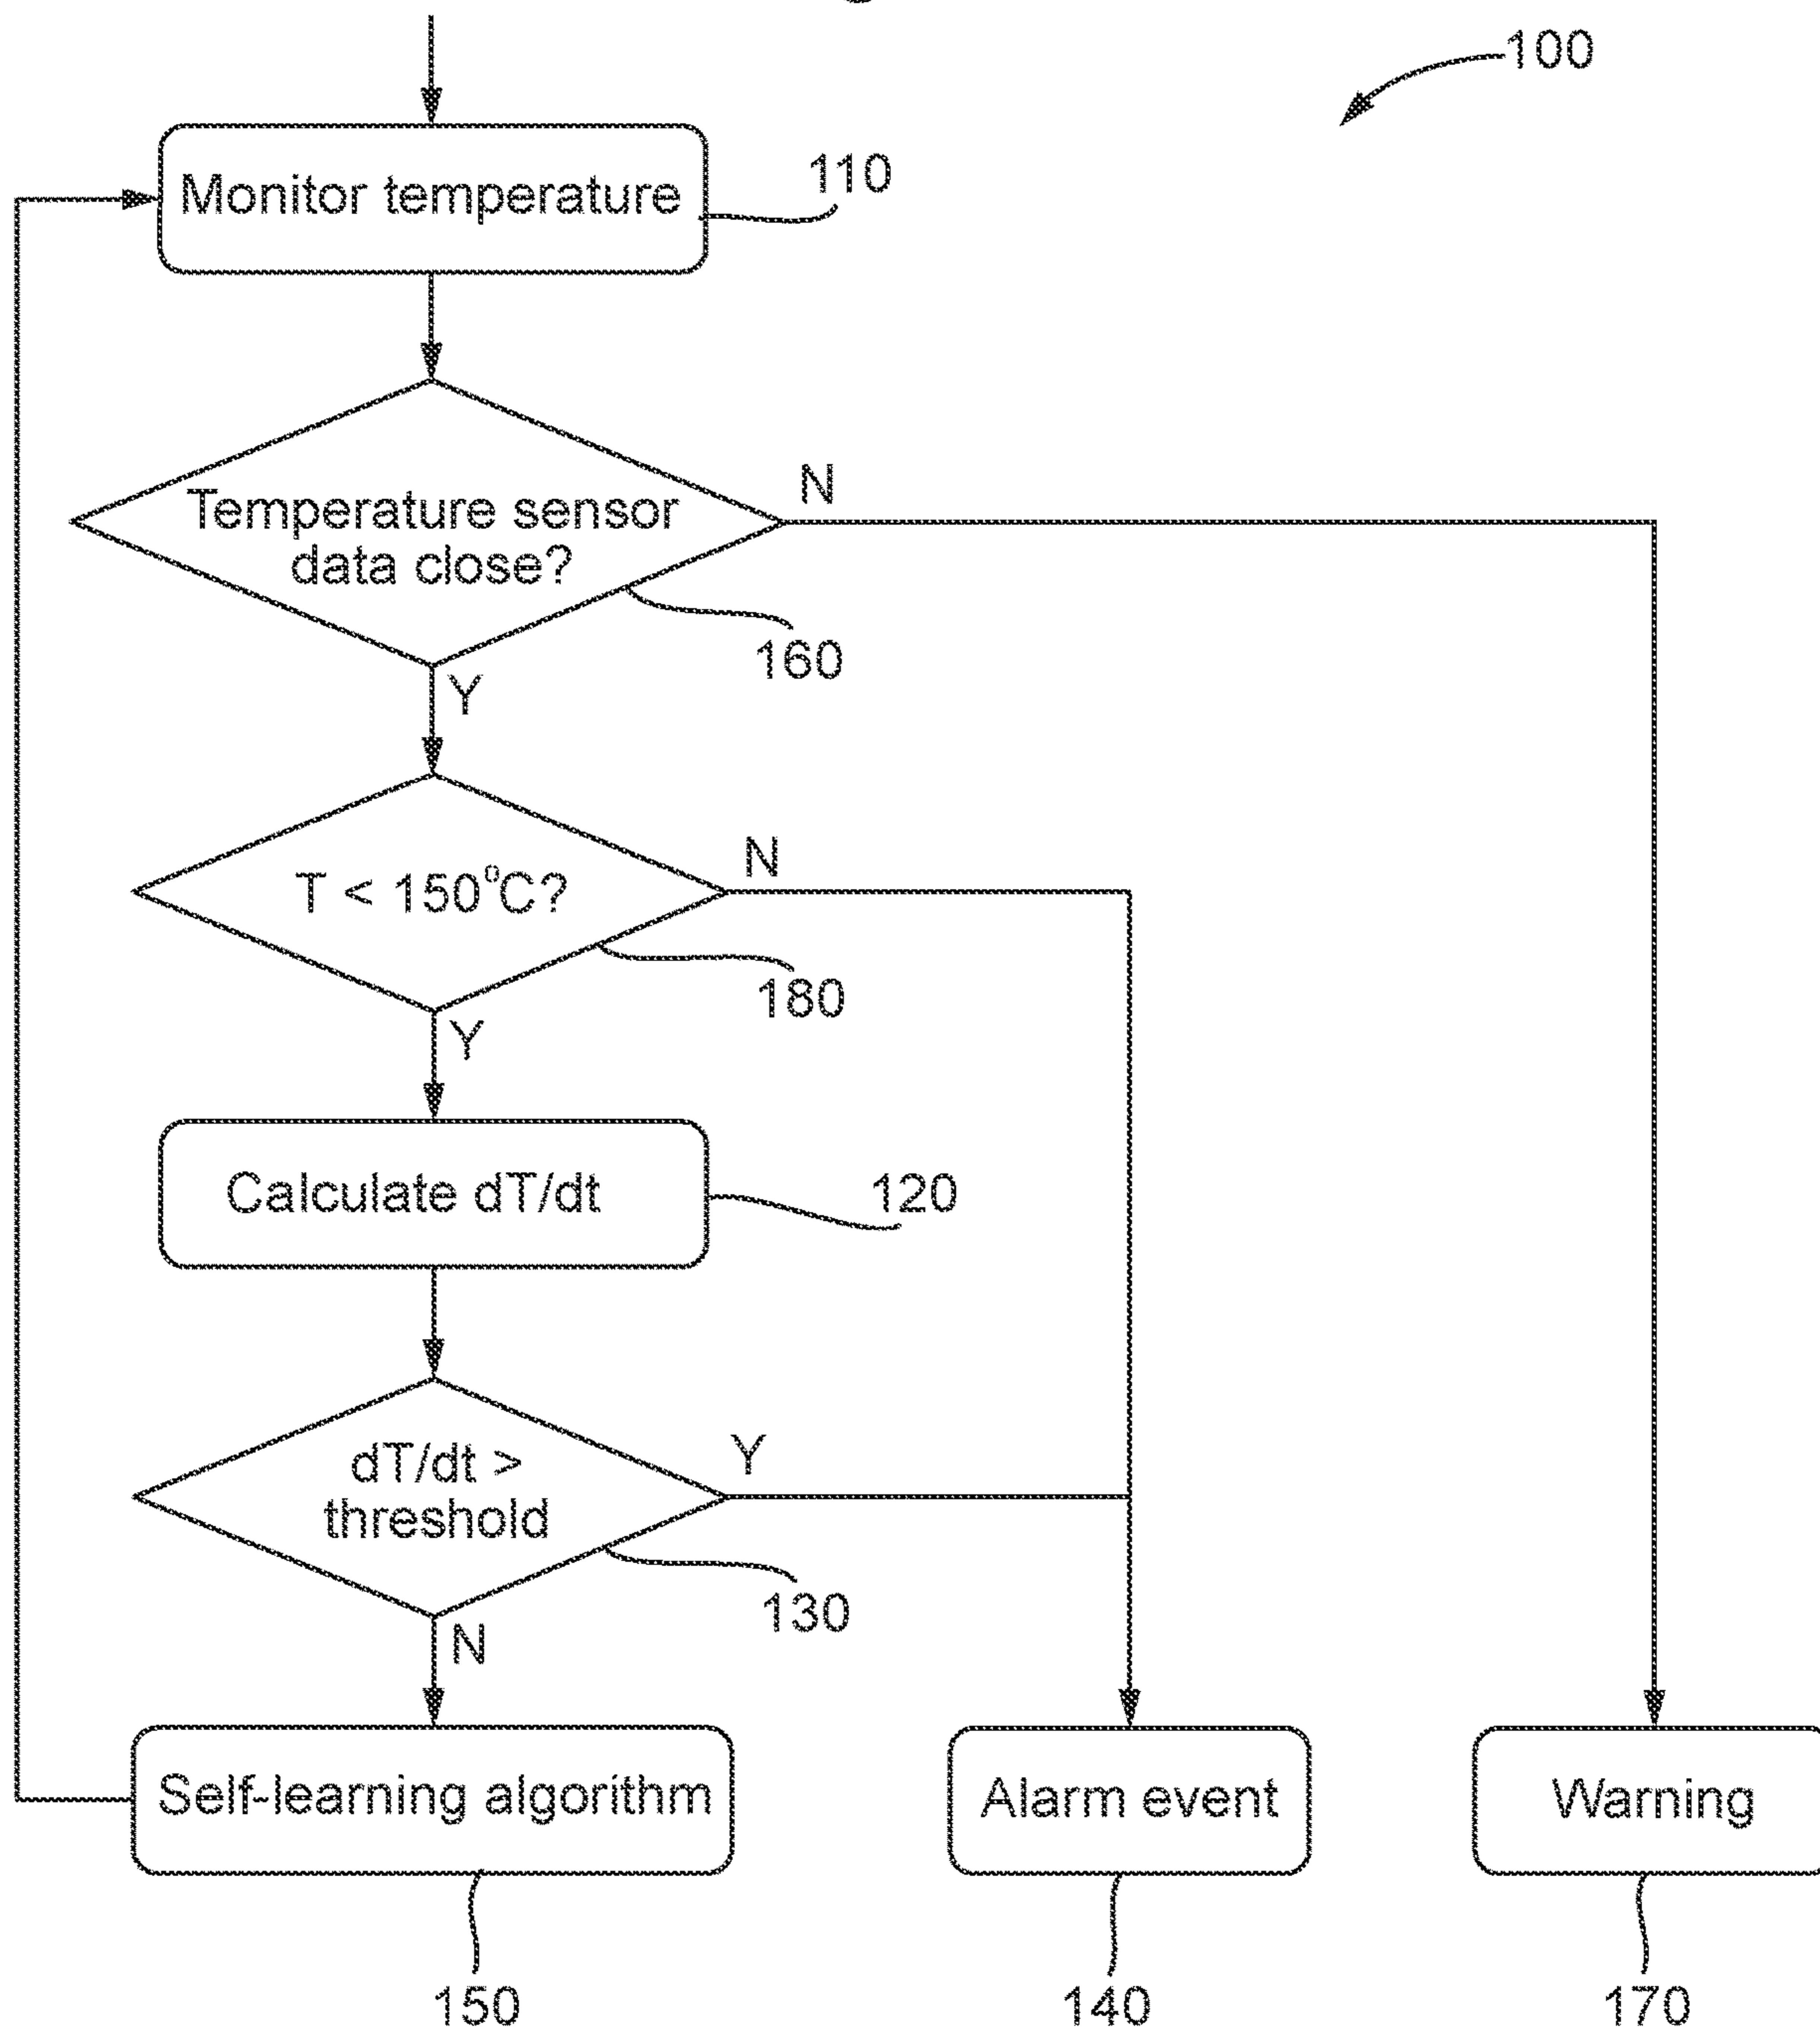 100
Monitor temperature
110
Temperature sensor
data close?
N
160
Y
T < 150°C?
N
180
Y
Calculate dT/dt
120
dT/dt >
threshold
Y
130
N
Self-learning algorithm
Alarm event
Warning
150
140
170